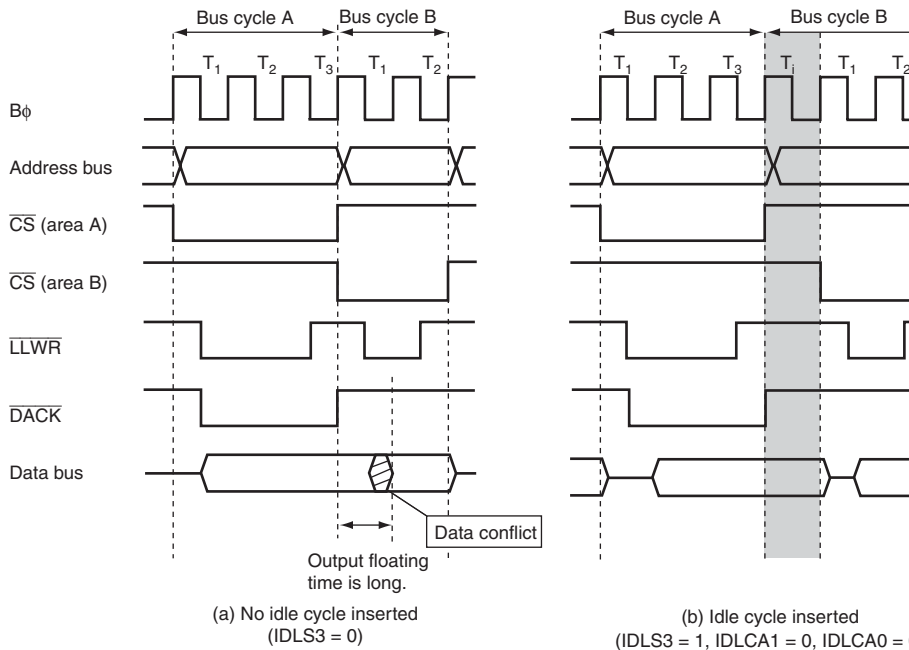 Bus cycle A Bus cycle B Bus cycle A Bus cycle B
T1 T2 T3 T1 T2 T1 T2 T3 Ti T1 T2
Bϕ
Address bus
CS (area A)
CS (area B)
LLWR
DACK
Data bus
Data conflict
Output floating
time is long.
(a) No idle cycle inserted
(IDLS3 = 0)
(b) Idle cycle inserted
(IDLS3 = 1, IDLCA1 = 0, IDLCA0 =